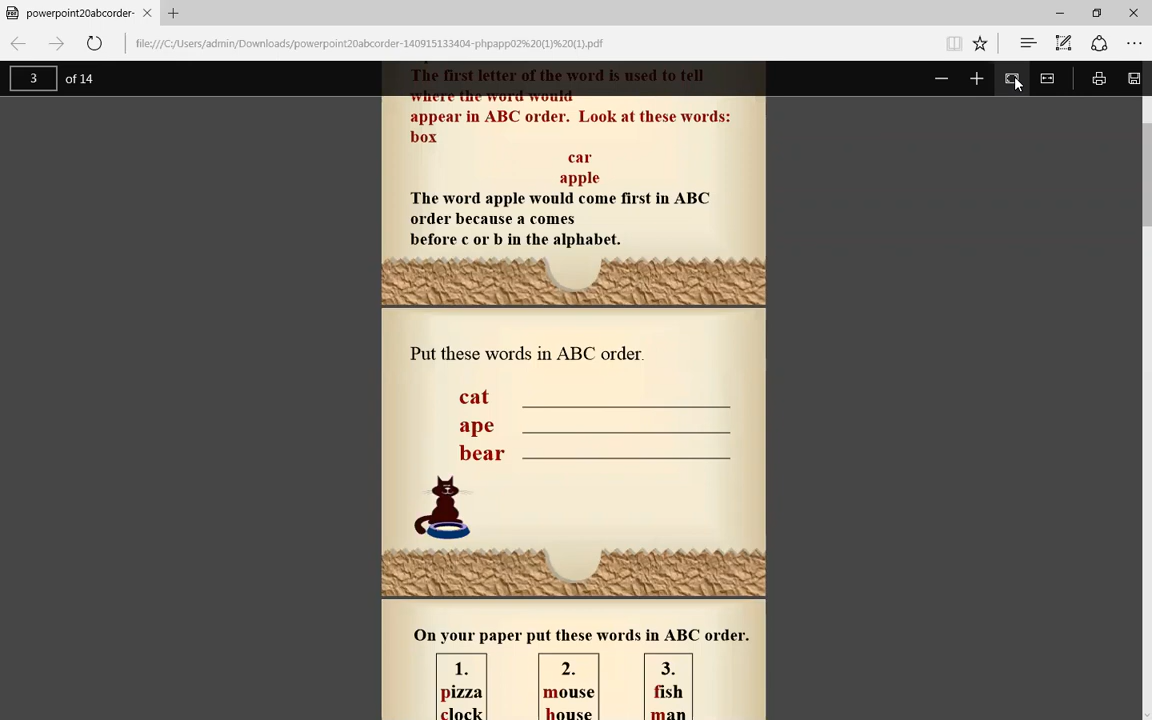 powerpoint20abcorder-
file:///C:/Users/admin/Downloads/powerpoint20abcorder-140915133404-phpapp02%20(1)%20(1).pdf
3 of 14
The first letter of the word is used to tell
where the word would
appear in ABC order. Look at these words:
box
car
apple
The word apple would come first in ABC
order because a comes
before c or b in the alphabet.
Put these words in ABC order.
cat
ape
bear
On your paper put these words in ABC order.
1. 2. 3.
pizza mouse fish
clock house man